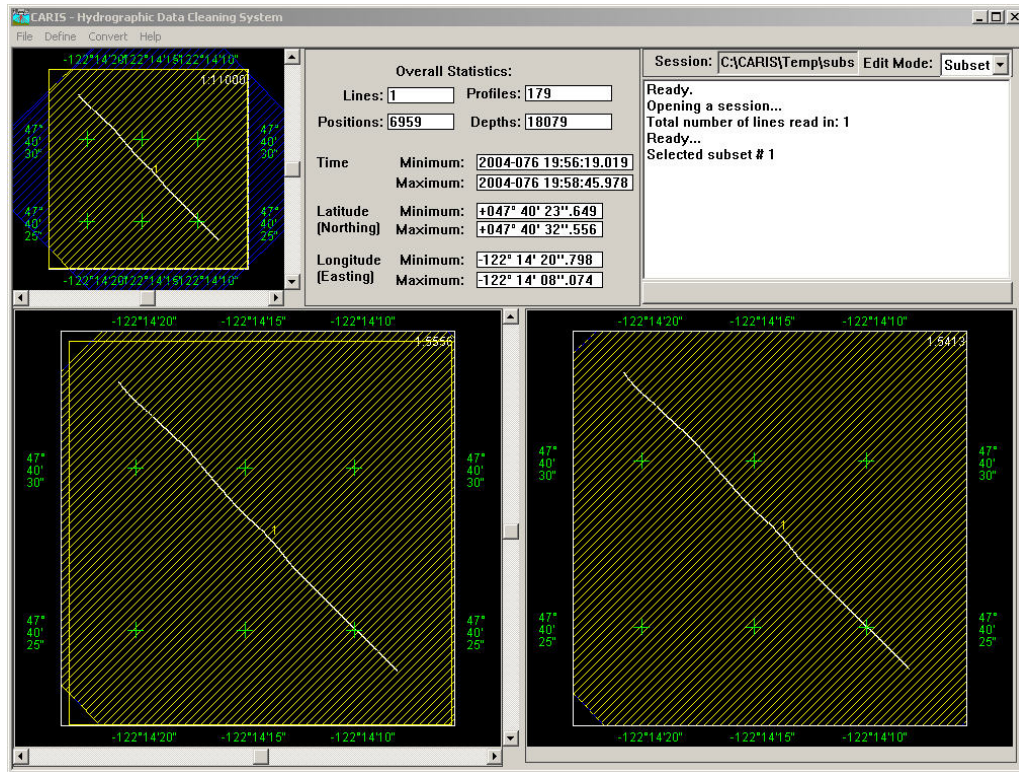 CARIS - Hydrographic Data Cleaning System
File Define Convert Help
-122°14'20"122°14'15"122°14'10"
1:11000
47° 40' 30"
47° 40' 30"
1
47° 40' 25"
47° 40' 25"
-122°14'20"122°14'15"122°14'10"
Overall Statistics:
Lines: 1 Profiles: 179
Positions: 6959 Depths: 18079
Time Minimum: 2004-076 19:56:19.019
Maximum: 2004-076 19:58:45.978
Latitude Minimum: +047° 40' 23".649
(Northing) Maximum: +047° 40' 32".556
Longitude Minimum: -122° 14' 20".798
(Easting) Maximum: -122° 14' 08".074
Session: C:\CARIS\Temp\subs Edit Mode: Subset
Ready.
Opening a session...
Total number of lines read in: 1
Ready...
Selected subset # 1
-122°14'20" -122°14'15" -122°14'10"
1:5556
47° 40' 30"
47° 40' 30"
1
47° 40' 25"
47° 40' 25"
-122°14'20" -122°14'15" -122°14'10"
-122°14'20" -122°14'15" -122°14'10"
1:5413
47° 40' 30"
47° 40' 30"
1
47° 40' 25"
47° 40' 25"
-122°14'20" -122°14'15" -122°14'10"